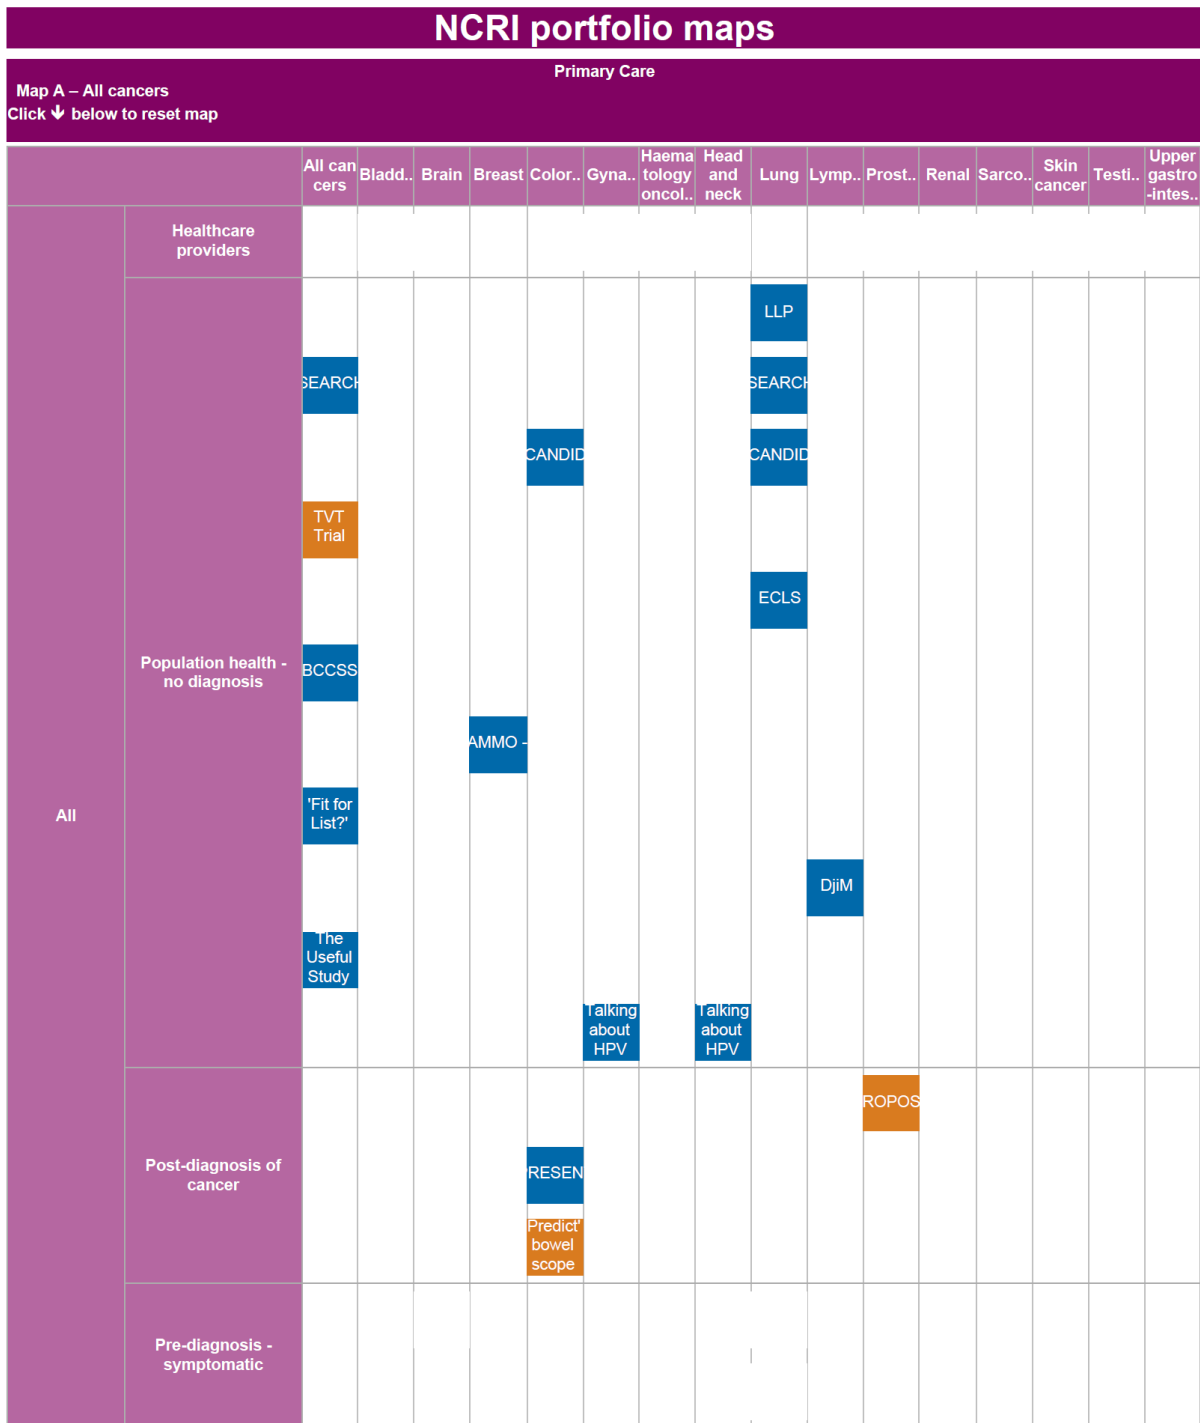 NCRI portfolio maps
Primary Care
Map A – All cancers
Click ↓ below to reset map
All can
cers
Bladd..
Brain
Breast
Color..
Gyna..
Haema
tology
oncol..
Head
and
neck
Lung
Lymp..
Prost..
Renal
Sarco..
Skin
cancer
Testi..
Upper
gastro
-intes..
All
Healthcare
providers
Population health -
no diagnosis
LLP
SEARCH
SEARCH
CANDID
CANDID
TVT
Trial
ECLS
BCCSS
AMMO -
'Fit for
List?'
DjiM
The
Useful
Study
Talking
about
HPV
Talking
about
HPV
Post-diagnosis of
cancer
ROPOS
RESEN
Predict'
bowel
scope
Pre-diagnosis -
symptomatic